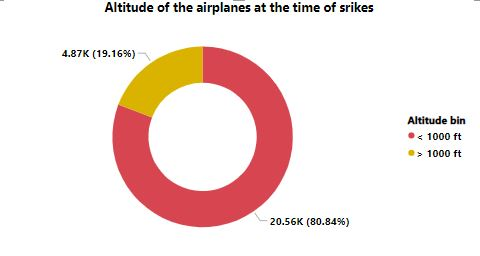 Altitude of the airplanes at the time of srikes
4.87K (19.16%)
Altitude bin
< 1000 ft
> 1000 ft
20.56K (80.84%)